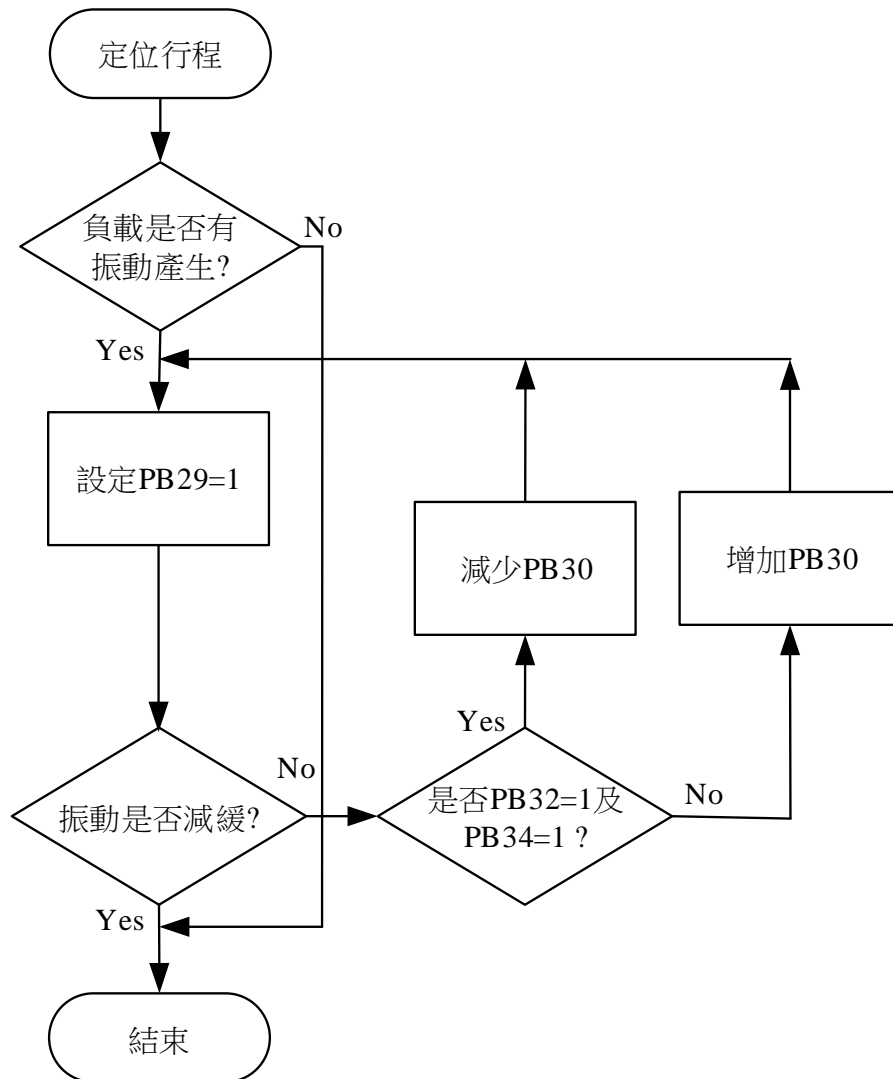 定位行程
負載是否有
振動產生?
No
Yes
設定PB29=1
減少PB30
增加PB30
振動是否減緩?
No
Yes
是否PB32=1及
PB34=1 ?
Yes
No
結束